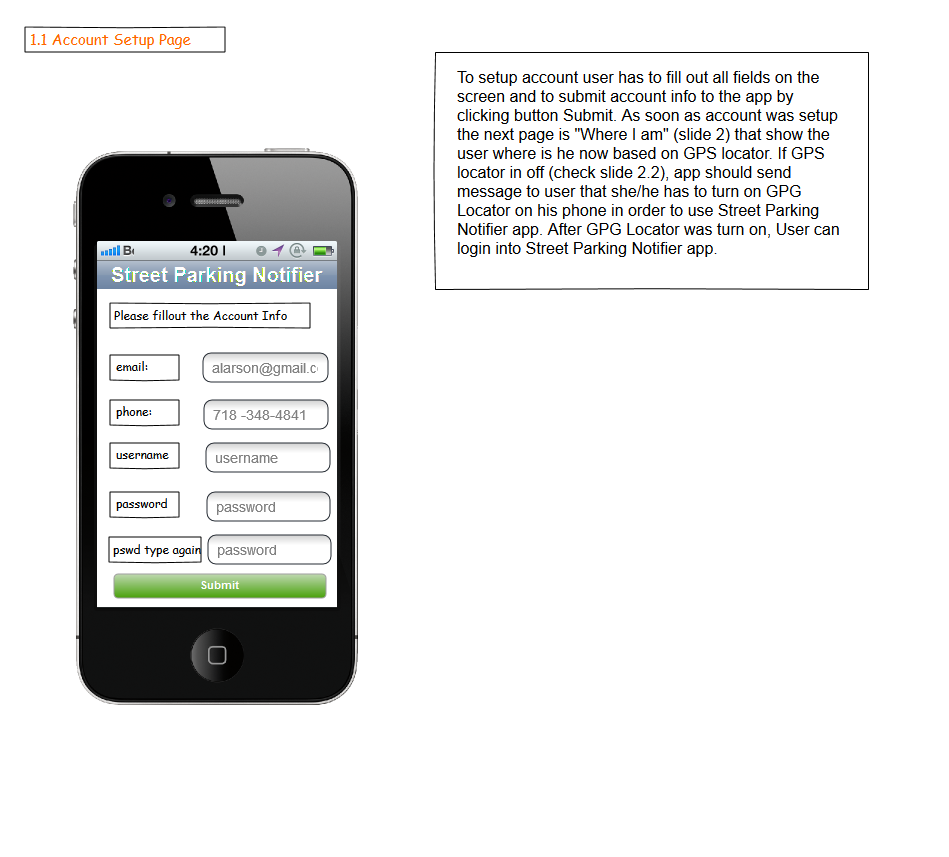 1.1 Account Setup Page
To setup account user has to fill out all fields on the
screen and to submit account info to the app by
clicking button Submit. As soon as account was setup
the next page is "Where I am" (slide 2) that show the
user where is he now based on GPS locator. If GPS
locator in off (check slide 2.2), app should send
message to user that she/he has to turn on GPG
Locator on his phone in order to use Street Parking
Notifier app. After GPG Locator was turn on, User can
login into Street Parking Notifier app.
4:20
Street Parking Notifier
Please fillout the Account Info
email: alarson@gmail.c
phone: 718 -348-4841
username username
password password
pswd type again password
Submit